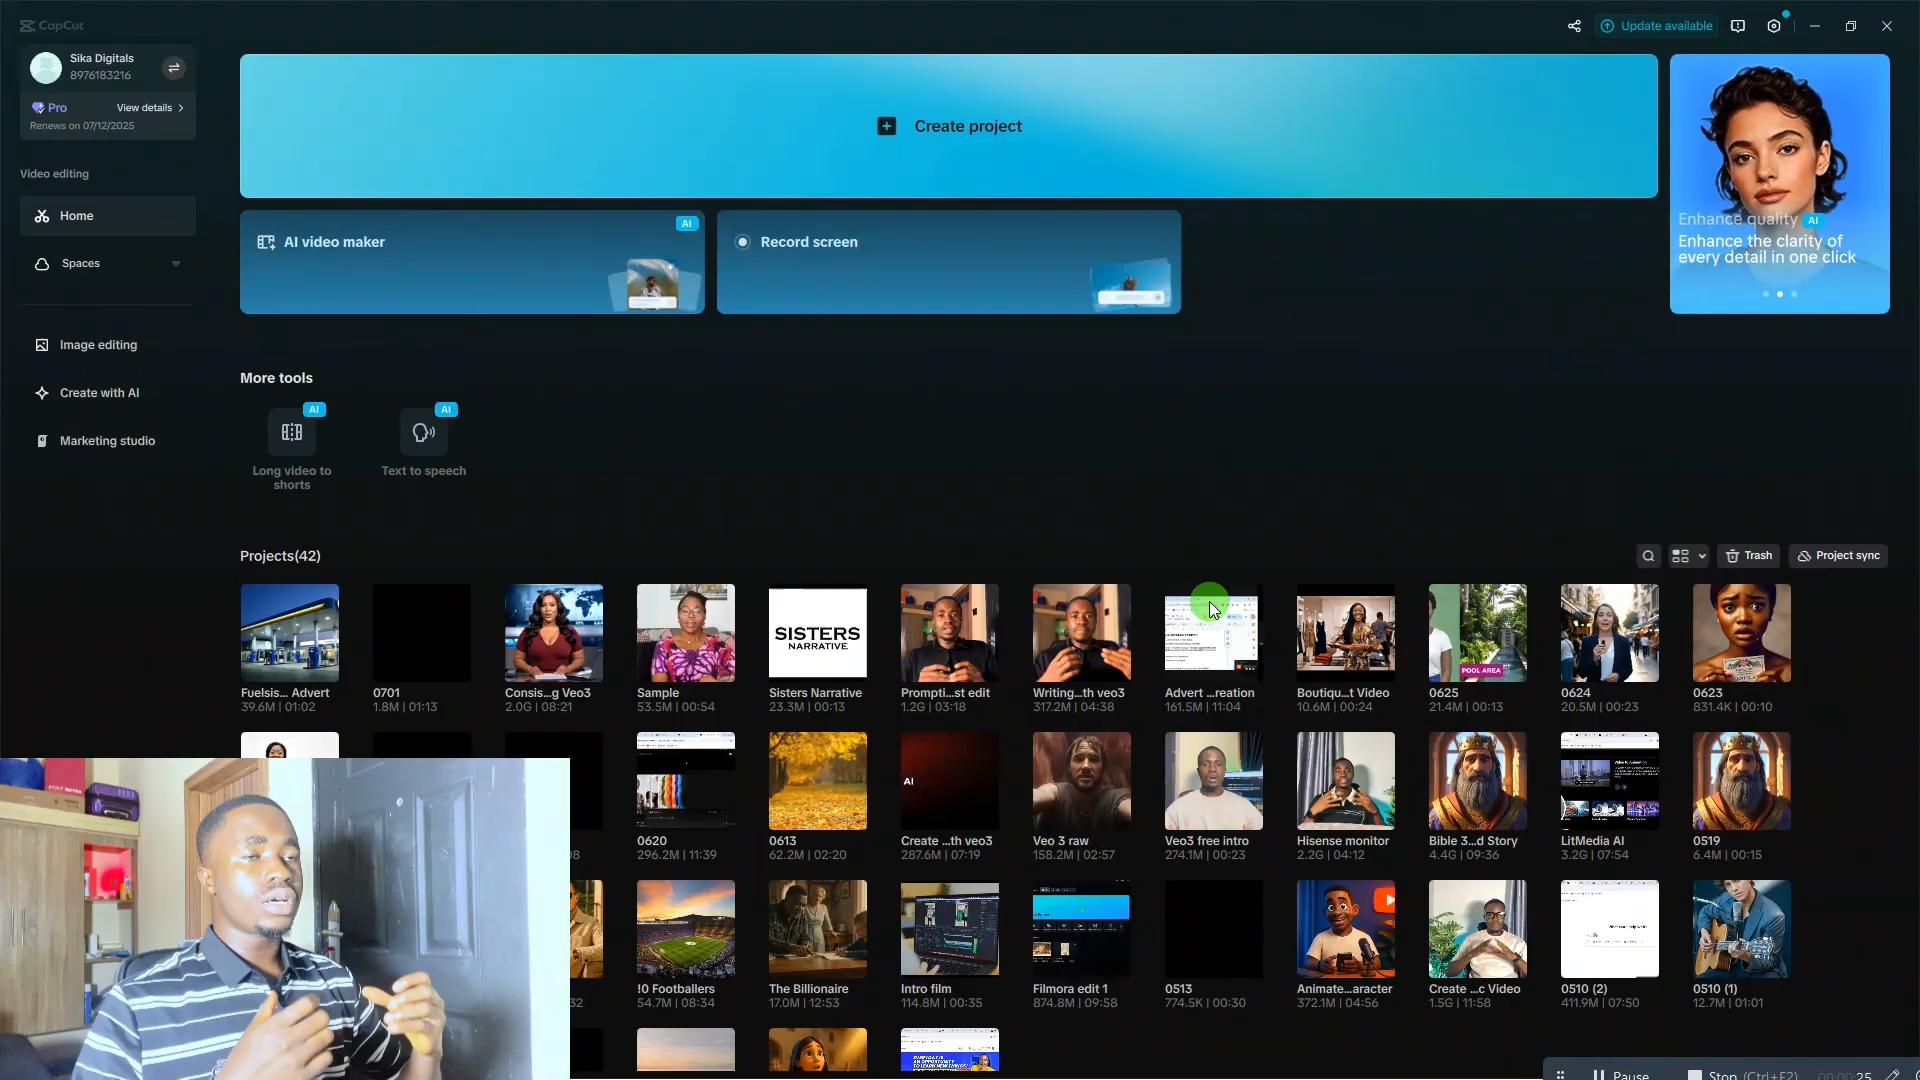 CapCut
Update available
Sika Digitals
8976183216
Pro
View details
Renews on 07/12/2025
Create project
Video editing
Home
AI
AI video maker
Record screen
Enhance quality AI
Enhance the clarity of
every detail in one click
Spaces
Image editing
More tools
Create with AI
AI
AI
Marketing studio
Long video to
shorts
Text to speech
Projects(42)
Trash
Project sync
SISTERS
NARRATIVE
POOL AREA
Fuelsis... Advert
39.6M | 01:02
0701
1.8M | 01:13
Consis...g Veo3
2.0G | 08:21
Sample
53.5M | 00:54
Sisters Narrative
23.3M | 00:13
Prompti...st edit
1.2G | 03:18
Writing...th veo3
317.2M | 04:38
Advert ...reation
161.5M | 11:04
Boutiqu...t Video
10.6M | 00:24
0625
21.4M | 00:13
0624
20.5M | 00:23
0623
831.4K | 00:10
AI
08
0620
296.2M | 11:39
0613
62.2M | 02:20
Create ...th veo3
287.6M | 07:19
Veo 3 raw
158.2M | 02:57
Veo3 free intro
274.1M | 00:23
Hisense monitor
2.2G | 04:12
Bible 3...d Story
4.4G | 09:36
LitMedia AI
3.2G | 07:54
0519
6.4M | 00:15
32
!0 Footballers
54.7M | 08:34
The Billionaire
17.0M | 12:53
Intro film
114.8M | 00:35
Filmora edit 1
874.8M | 09:58
0513
774.5K | 00:30
Animate...aracter
372.1M | 04:56
Create ...c Video
1.5G | 11:58
0510 (2)
411.9M | 07:50
0510 (1)
12.7M | 01:01
Pause
Stop (Ctrl+F2)
00:00:25